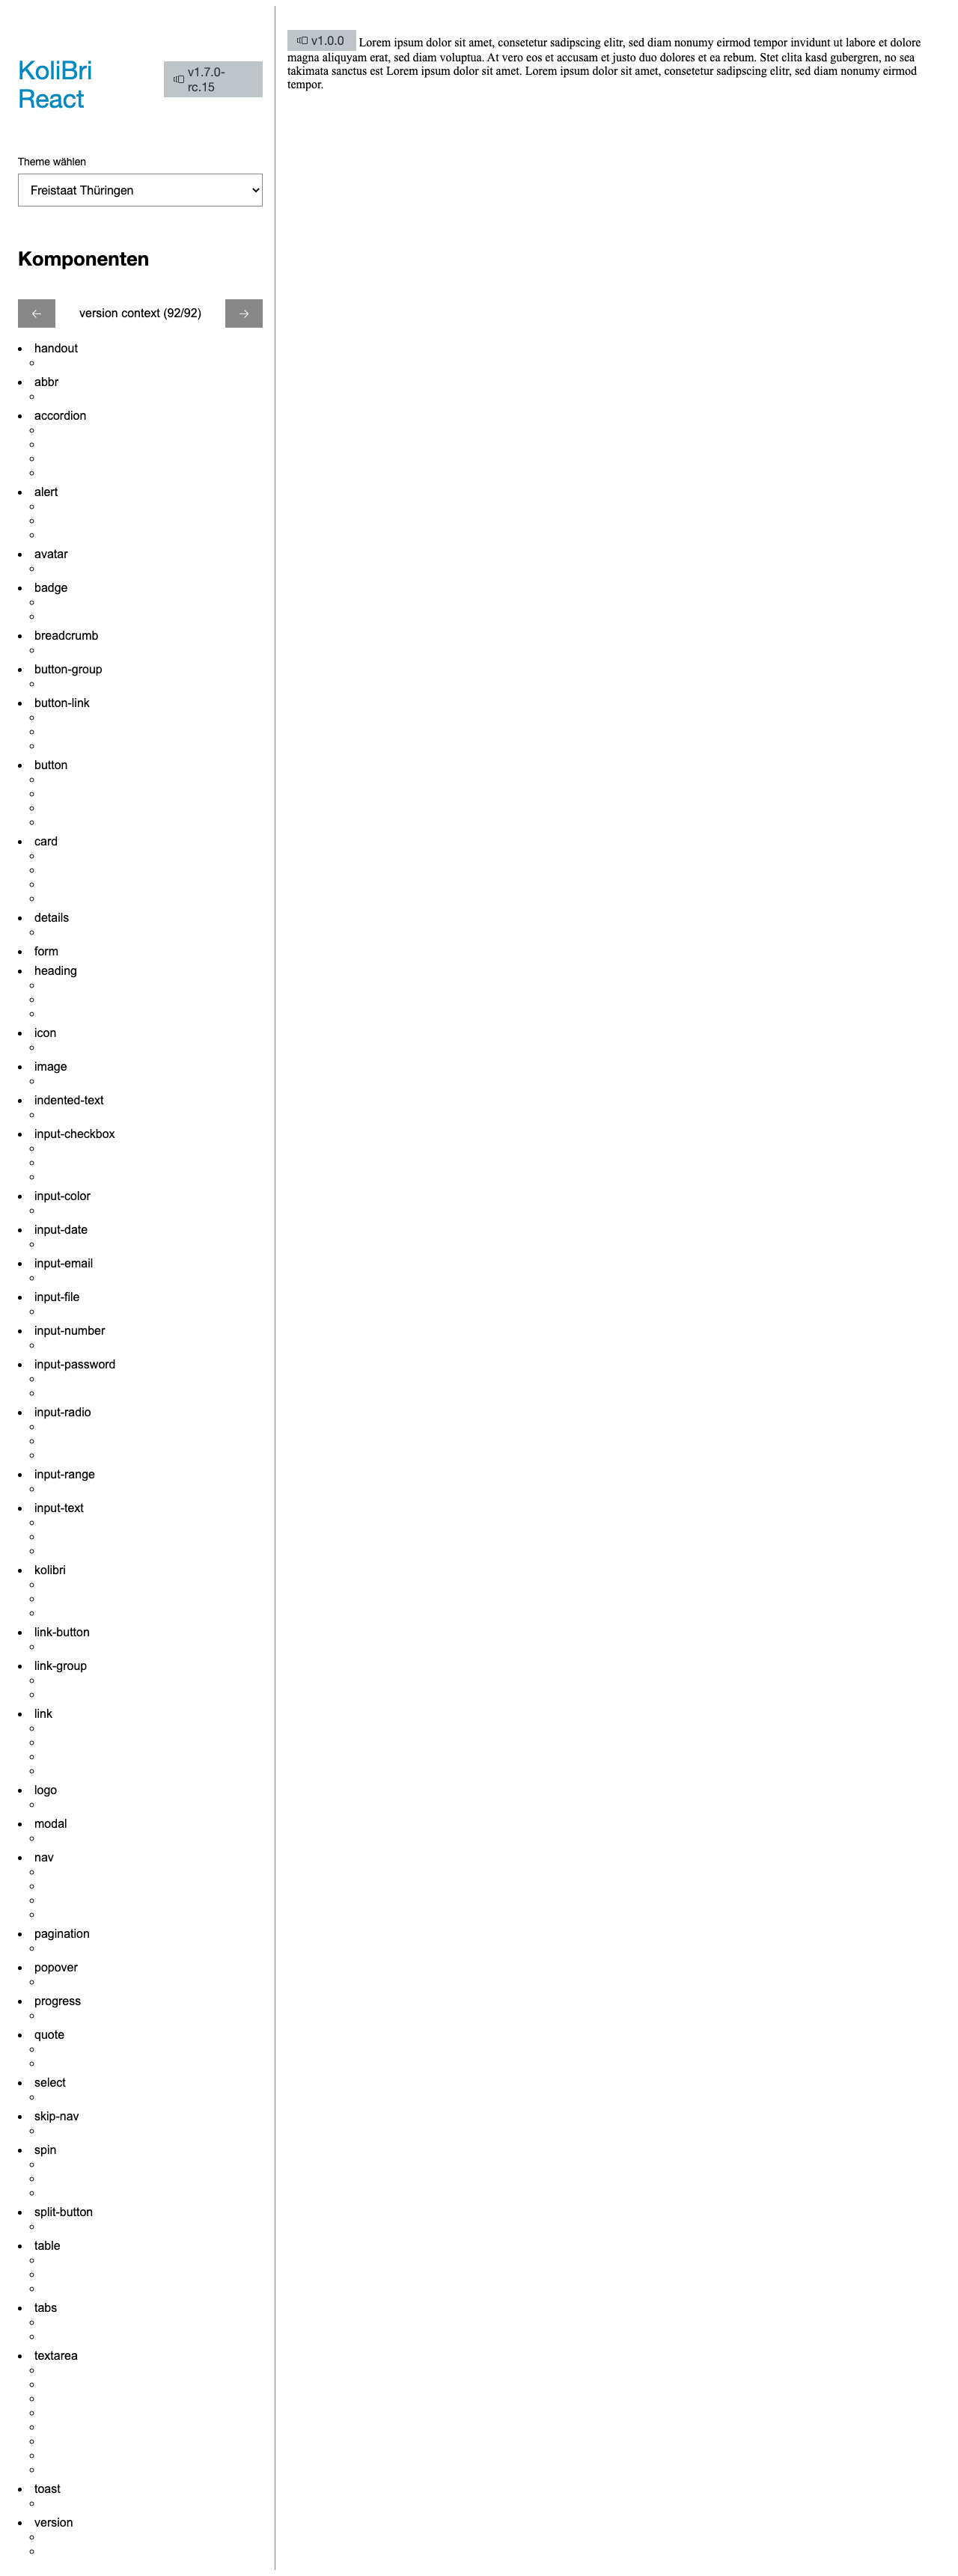 KoliBri
React
v1.7.0-
rc.15
Theme wählen
Freistaat Thüringen
Komponenten
version context (92/92)
handout
abbr
accordion
alert
avatar
badge
breadcrumb
button-group
button-link
button
card
details
form
heading
icon
image
indented-text
input-checkbox
input-color
input-date
input-email
input-file
input-number
input-password
input-radio
input-range
input-text
kolibri
link-button
link-group
link
logo
modal
nav
pagination
popover
progress
quote
select
skip-nav
spin
split-button
table
tabs
textarea
toast
version
v1.0.0 Lorem ipsum dolor sit amet, consetetur sadipscing elitr, sed diam nonumy eirmod tempor invidunt ut labore et dolore
magna aliquyam erat, sed diam voluptua. At vero eos et accusam et justo duo dolores et ea rebum. Stet clita kasd gubergren, no sea
takimata sanctus est Lorem ipsum dolor sit amet. Lorem ipsum dolor sit amet, consetetur sadipscing elitr, sed diam nonumy eirmod
tempor.